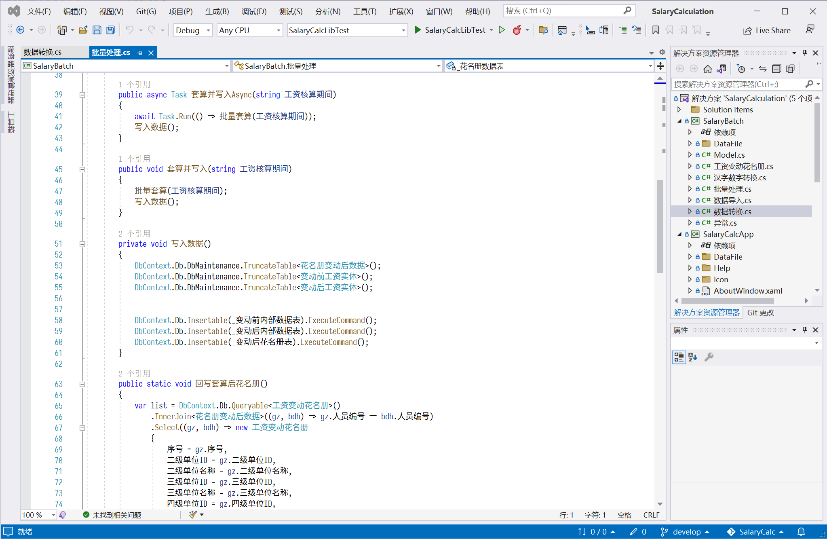 文件(F) 编辑(E) 视图(V) Git(G) 项目(P) 生成(B) 调试(D) 测试(S) 分析(N) 工具(T) 扩展(X) 窗口(W) 帮助(H) 搜索 (Ctrl+Q) SalaryCalculation
Debug Any CPU SalaryCalcLibTest SalaryCalcLibTest Live Share
数据转换.cs 批量处理.cs
SalaryBatch SalaryBatch.批量处理 _花名册数据表
38
1 个引用
39 public async Task 套算并写入Async(string 工资核算期间)
40 {
41 await Task.Run(() => 批量套算(工资核算期间));
42 写入数据();
43 }
44
1 个引用
45 public void 套算并写入(string 工资核算期间)
46 {
47 批量套算(工资核算期间);
48 写入数据();
49 }
50
2 个引用
51 private void 写入数据()
52 {
53 DbContext.Db.DbMaintenance.TruncateTable<花名册变动后数据>();
54 DbContext.Db.DbMaintenance.TruncateTable<变动前工资实体>();
55 DbContext.Db.DbMaintenance.TruncateTable<变动后工资实体>();
56
57
58 DbContext.Db.Insertable(_变动前内部数据表).ExecuteCommand();
59 DbContext.Db.Insertable(_变动后内部数据表).ExecuteCommand();
60 DbContext.Db.Insertable(_变动后花名册表).ExecuteCommand();
61 }
62
2 个引用
63 public static void 回写套算后花名册()
64 {
65 var list = DbContext.Db.Queryable<工资变动花名册>()
66 .InnerJoin<花名册变动后数据>((gz, bdh) => gz.人员编号 == bdh.人员编号)
67 .Select((gz, bdh) => new 工资变动花名册
68 {
69 序号 = gz.序号,
70 二级单位ID = gz.二级单位ID,
71 二级单位名称 = gz.二级单位名称,
72 三级单位ID = gz.三级单位ID,
73 三级单位名称 = gz.三级单位名称,
74 四级单位ID = gz.四级单位ID,
100 % 未找到相关问题 行: 1 字符: 1 空格 CRLF
解决方案资源管理器
搜索解决方案资源管理器(Ctrl+;)
解决方案 'SalaryCalculation' (5 个项
Solution Items
SalaryBatch
依赖项
DataFile
Model.cs
工资变动花名册.cs
汉字数字转换.cs
批量处理.cs
数据导入.cs
数据转换.cs
异常.cs
SalaryCalcApp
依赖项
DataFile
Help
Icon
AboutWindow.xaml
解决方案资源管理器 Git 更改
属性
就绪 0 / 0 0 develop SalaryCalc